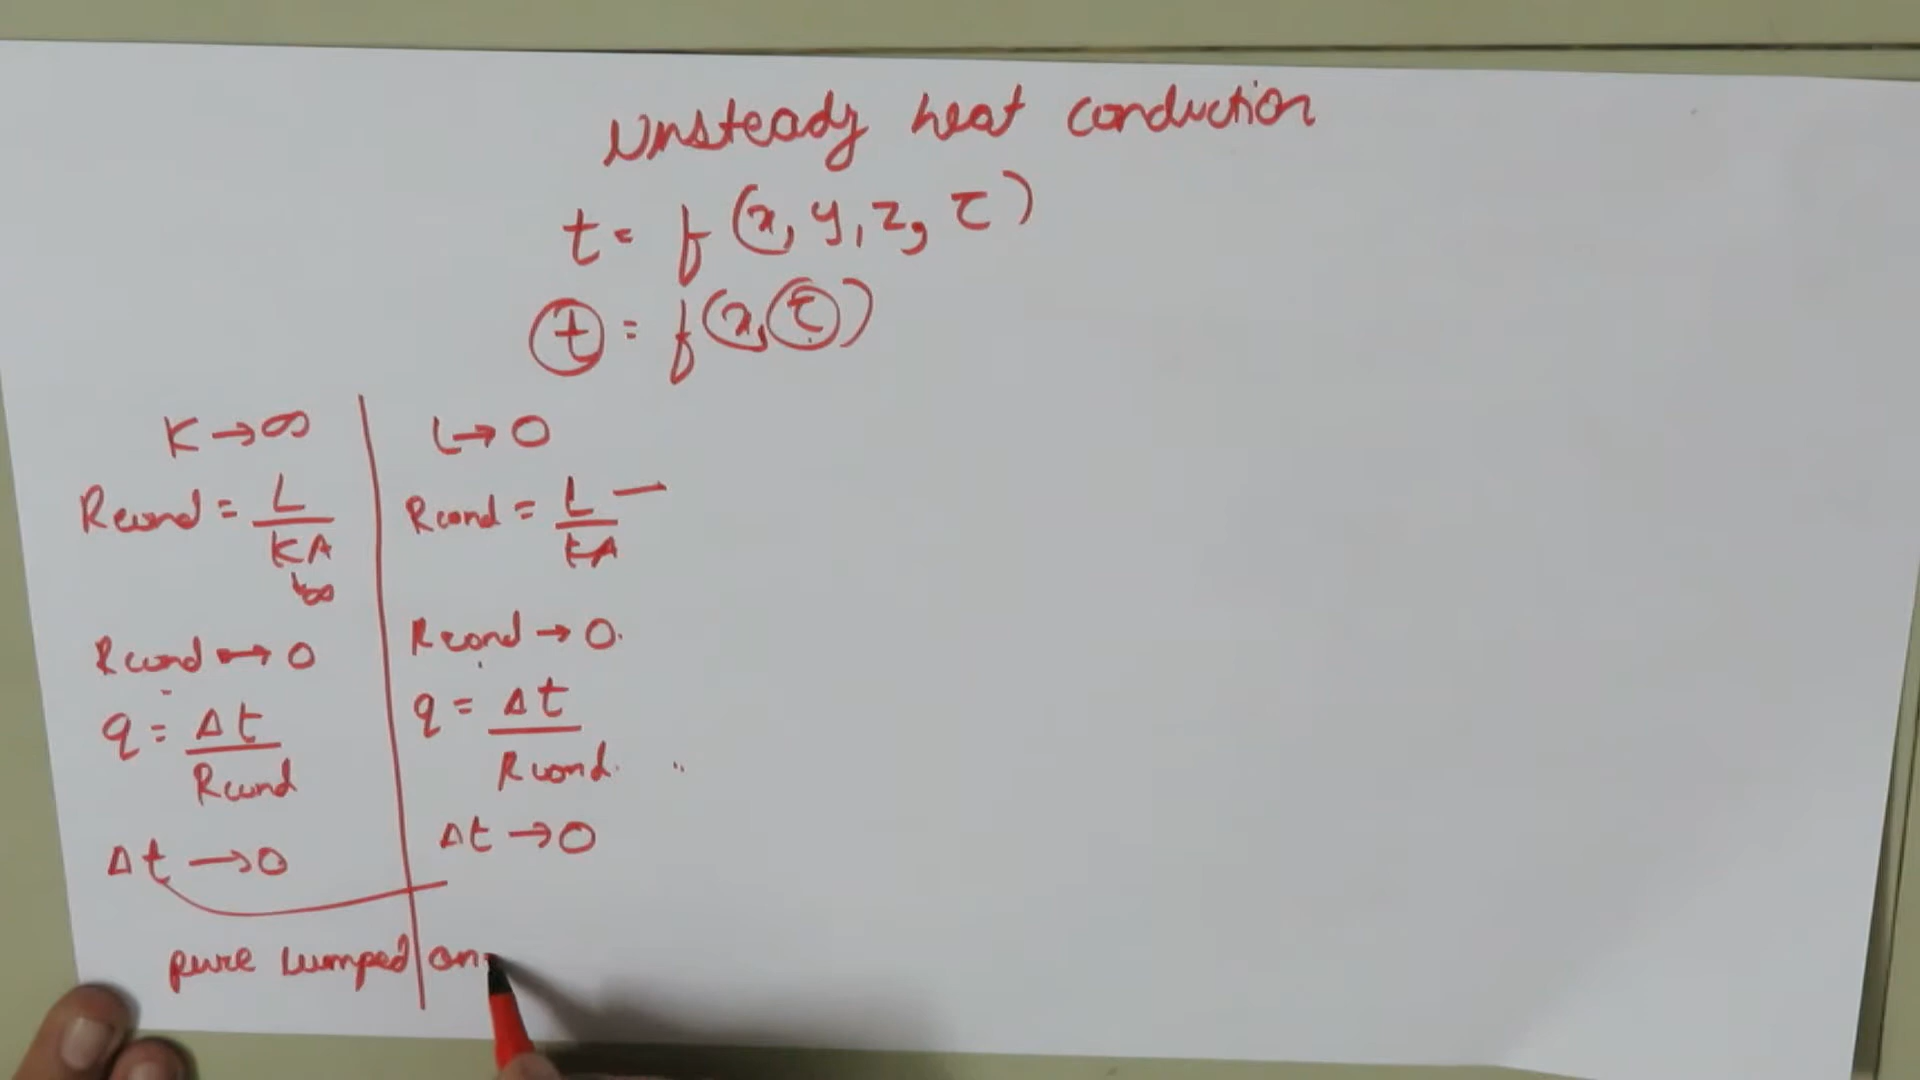 Unsteady heat conduction
t = f (x, y, z, τ)
t = f(x, τ)
K → ∞
Rcond = L / KA
↳∞
Rcond → 0
q = Δt / Rcond
Δt → 0
L → 0
Rcond = L / KA
Rcond → 0.
q = Δt / Rcond.
Δt → 0
pure Lumped an